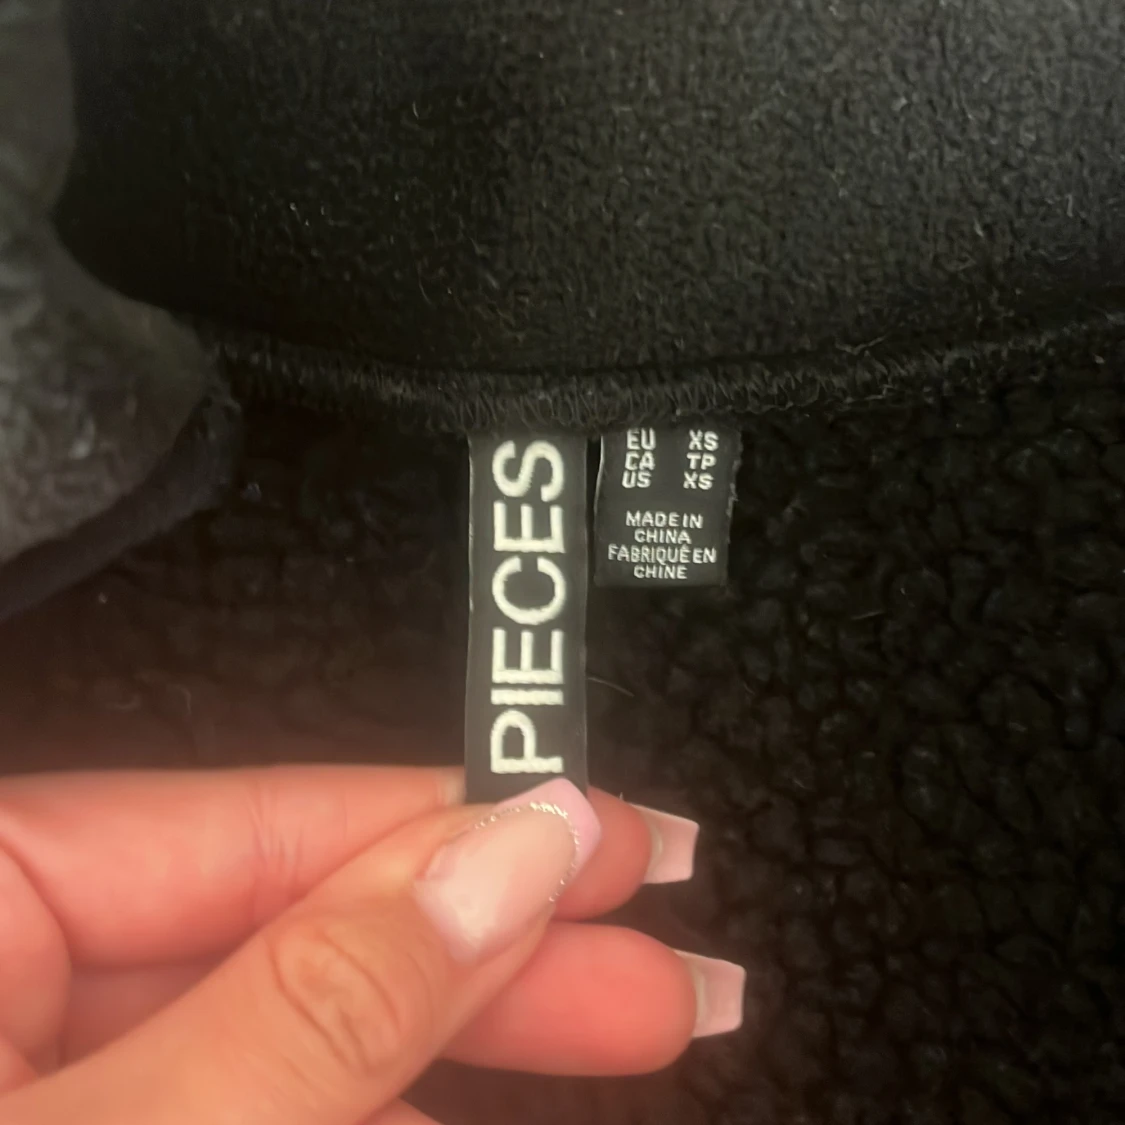 PIECES
EU XS
CA TP
US XS
MADE IN
CHINA
FABRIQUÉ EN
CHINE